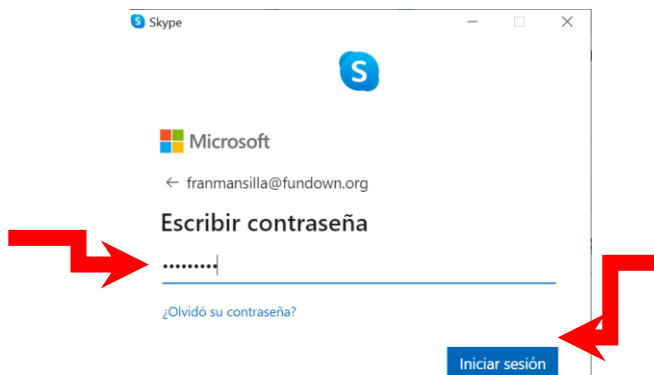 Skype
S
Microsoft
← franmansilla@fundown.org
Escribir contraseña
•••••••••
¿Olvidó su contraseña?
Iniciar sesión